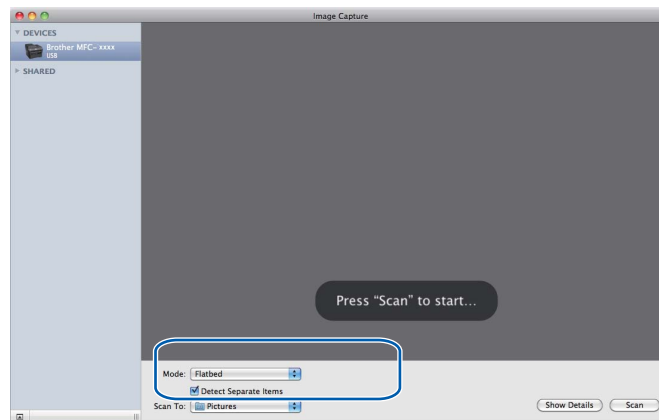 Image Capture
DEVICES
Brother MFC- xxxx
USB
SHARED
Press “Scan” to start...
Mode: Flatbed
Detect Separate Items
Scan To: Pictures
Show Details
Scan